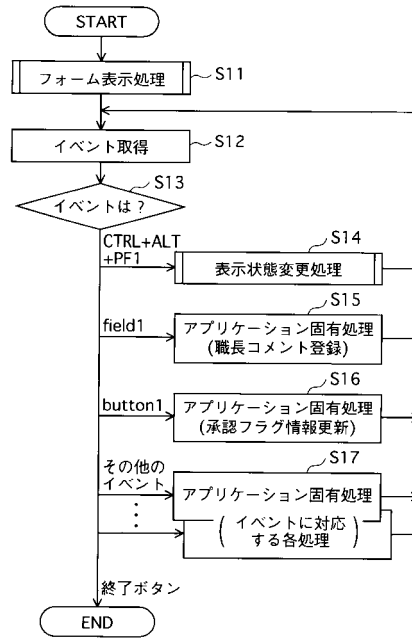 START
フォーム表示処理
S11
イベント取得
S12
S13
イベントは？
CTRL+ALT
+PF1
S14
表示状態変更処理
S15
field1
アプリケーション固有処理
(職長コメント登録)
S16
button1
アプリケーション固有処理
(承認フラグ情報更新)
S17
その他の
イベント
アプリケーション固有処理
(イベントに対応
する各処理)
終了ボタン
END